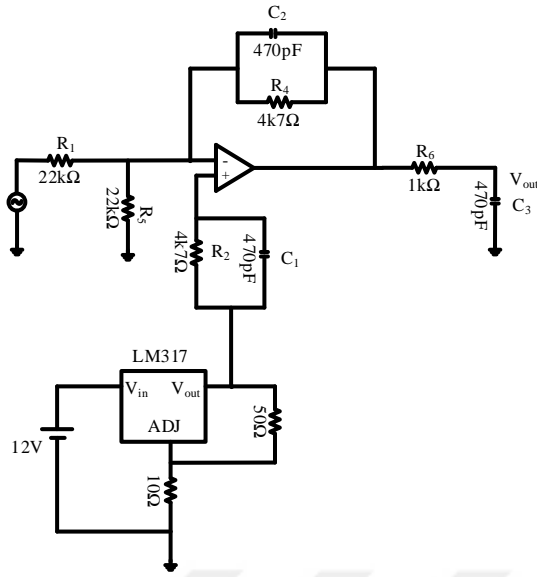 C2
470pF
R4
4k7Ω
R1
22kΩ
22kΩ
R5
-
+
R6
1kΩ
Vout
470pF
C3
4k7Ω
R2
470pF
C1
LM317
Vin
Vout
ADJ
50Ω
12V
10Ω